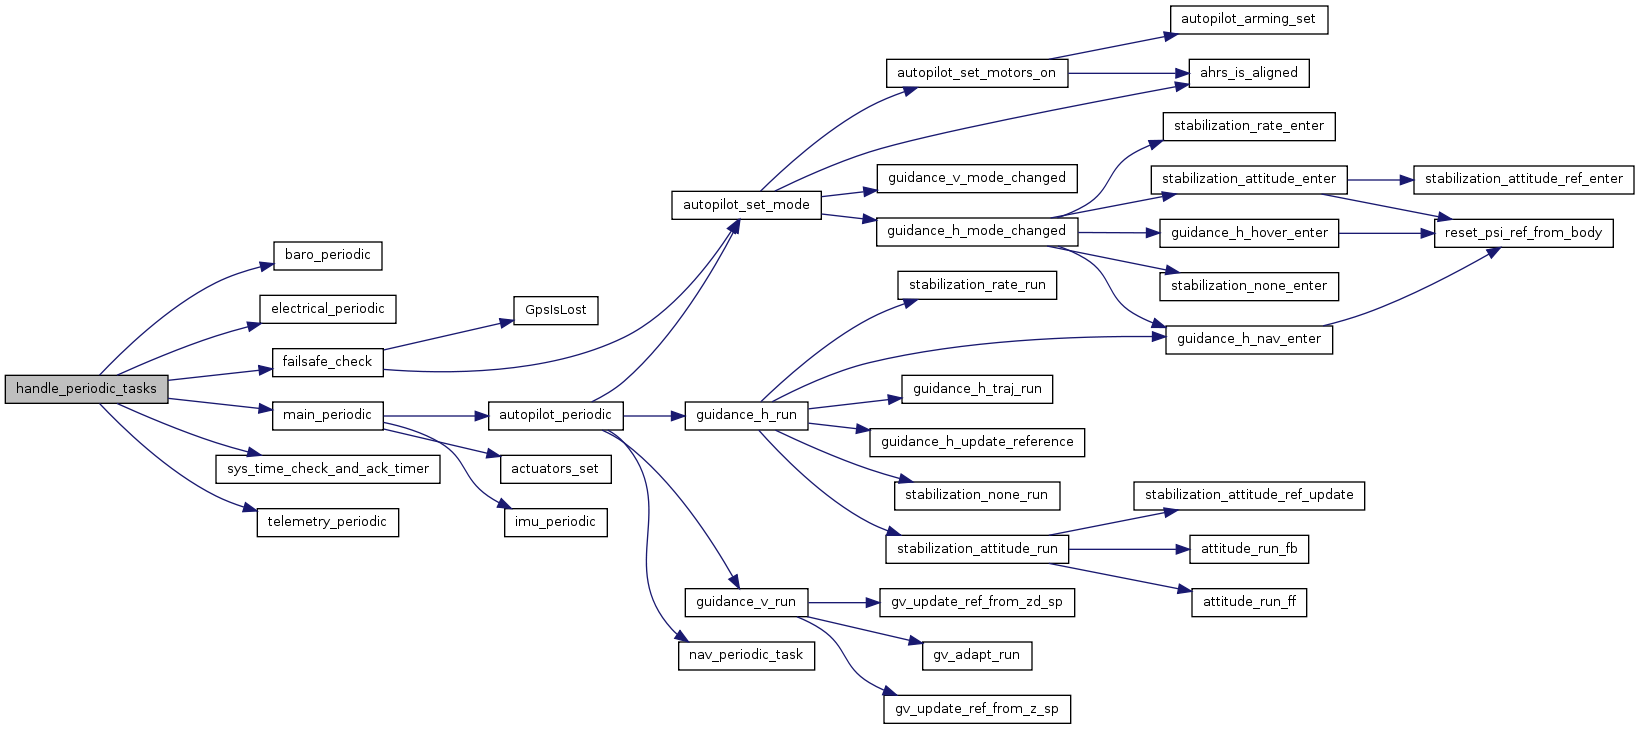 autopilot_arming_set
autopilot_set_motors_on
ahrs_is_aligned
stabilization_rate_enter
guidance_v_mode_changed
stabilization_attitude_enter
stabilization_attitude_ref_enter
autopilot_set_mode
guidance_h_mode_changed
guidance_h_hover_enter
reset_psi_ref_from_body
baro_periodic
stabilization_rate_run
stabilization_none_enter
electrical_periodic
GpsIsLost
guidance_h_nav_enter
failsafe_check
handle_periodic_tasks
guidance_h_traj_run
main_periodic
autopilot_periodic
guidance_h_run
guidance_h_update_reference
sys_time_check_and_ack_timer
actuators_set
stabilization_none_run
stabilization_attitude_ref_update
telemetry_periodic
imu_periodic
stabilization_attitude_run
attitude_run_fb
guidance_v_run
gv_update_ref_from_zd_sp
attitude_run_ff
nav_periodic_task
gv_adapt_run
gv_update_ref_from_z_sp